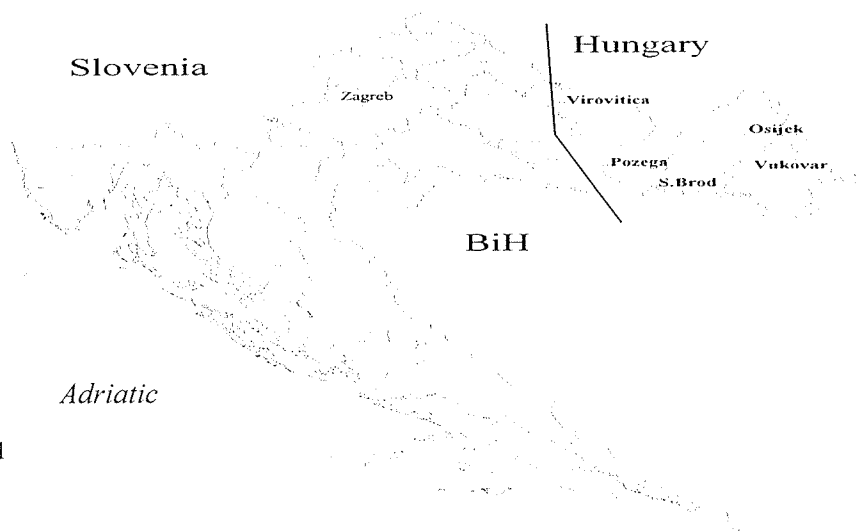 Hungary
Slovenia
Zagreb
Virovitica
Osijek
Pozega
Vukovar
S.Brod
BiH
Adriatic